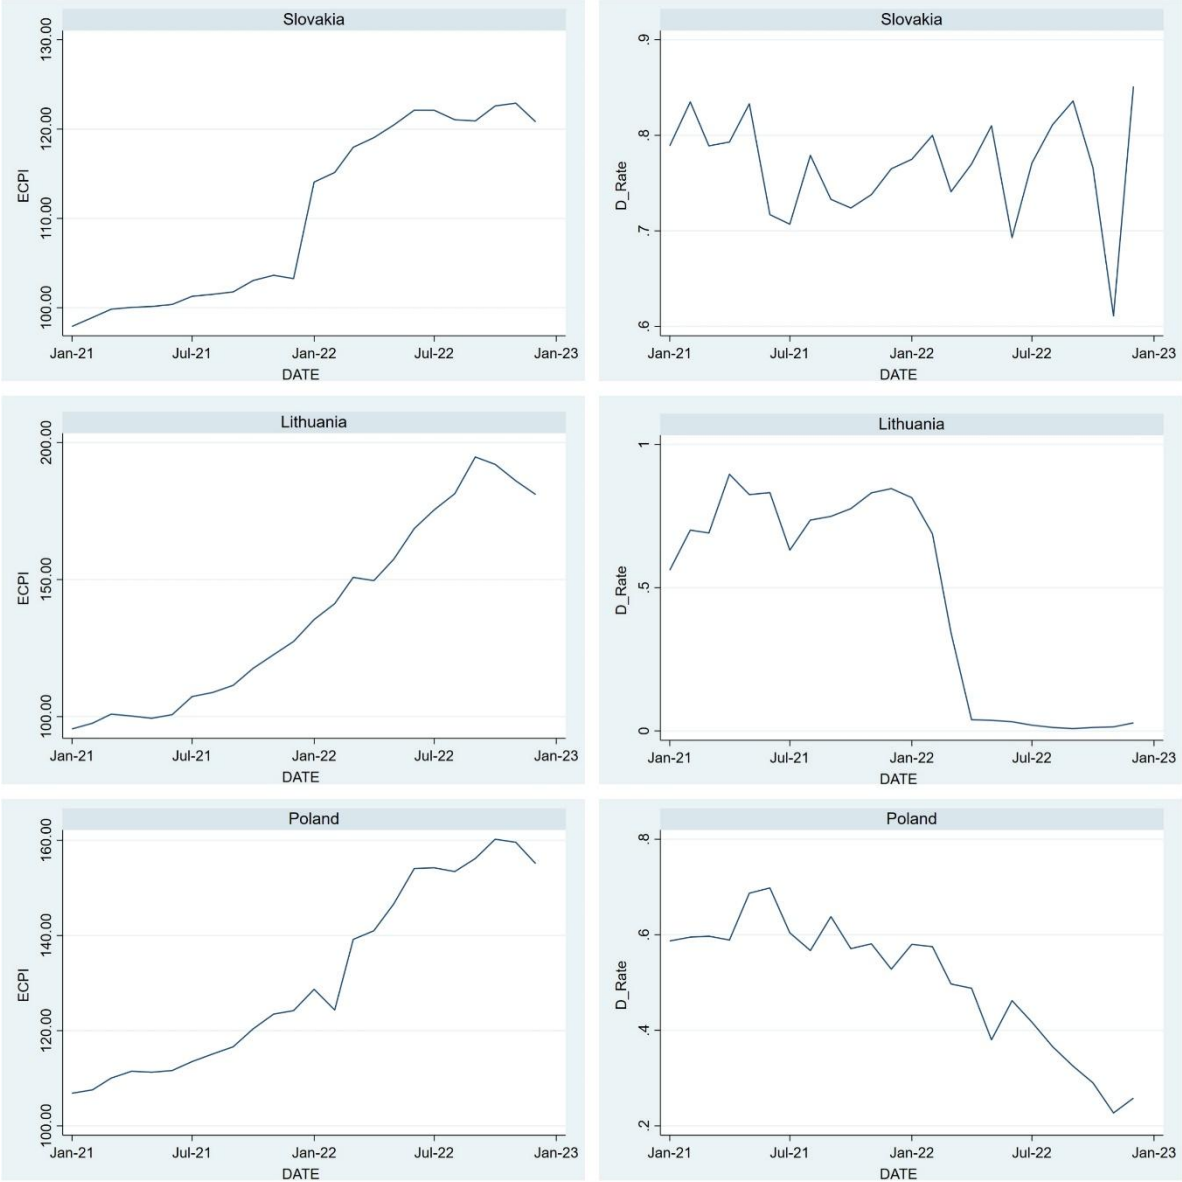 Slovakia
130.00
120.00
110.00
100.00
ECPI
Jan-21 Jul-21 Jan-22 Jul-22 Jan-23
DATE
Slovakia
.9
.8
.7
.6
D_Rate
Jan-21 Jul-21 Jan-22 Jul-22 Jan-23
DATE
Lithuania
200.00
150.00
100.00
ECPI
Jan-21 Jul-21 Jan-22 Jul-22 Jan-23
DATE
Lithuania
1
.5
0
D_Rate
Jan-21 Jul-21 Jan-22 Jul-22 Jan-23
DATE
Poland
160.00
140.00
120.00
100.00
ECPI
Jan-21 Jul-21 Jan-22 Jul-22 Jan-23
DATE
Poland
.8
.6
.4
.2
D_Rate
Jan-21 Jul-21 Jan-22 Jul-22 Jan-23
DATE